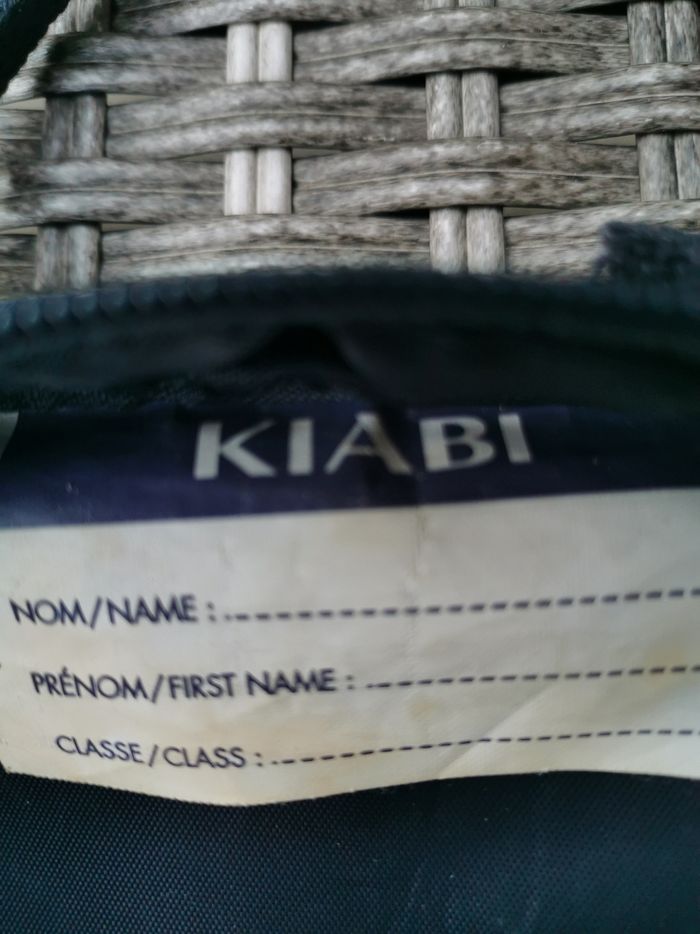 KIABI
NOM/NAME :
PRÉNOM/FIRST NAME :
CLASSE/CLASS :